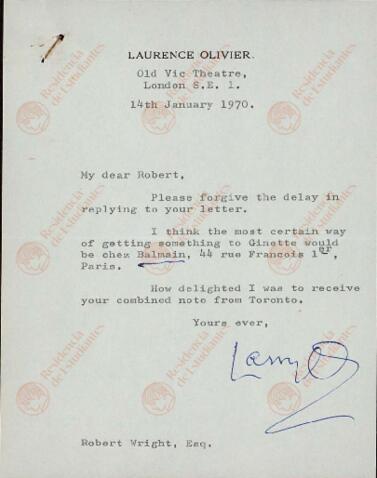 LAURENCE OLIVIER.
Old Vic Theatre,
London S.E. 1.
14th January 1970.
My dear Robert,
Please forgive the delay in
replying to your letter.
I think the most certain way
of getting something to Ginette would
be chez Balmain, 44 rue Francois 1er,
Paris.
How delighted I was to receive
your combined note from Toronto.
Yours ever,
Larry O
Robert Wright, Esq.
Residencia
de Estudiantes